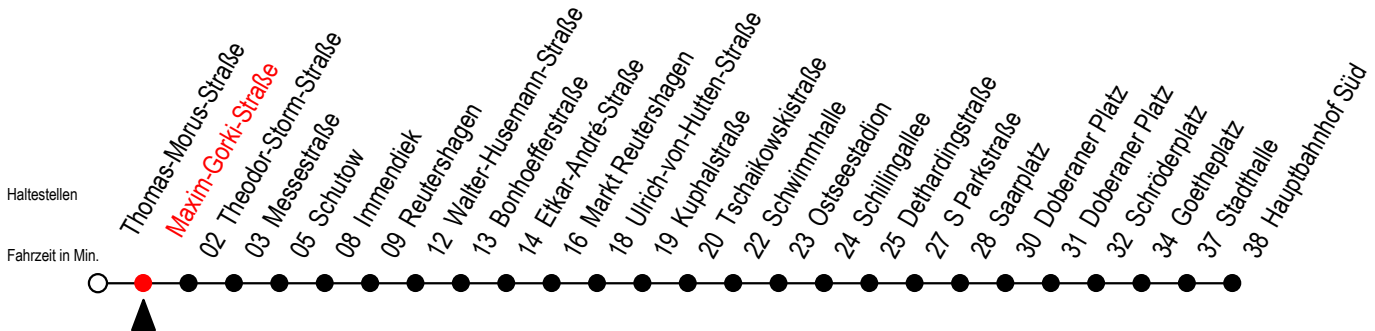 Haltestellen
Fahrzeit in Min.
Thomas-Morus-Straße
Maxim-Gorki-Straße
02 Theodor-Storm-Straße
03 Messestraße
05 Schutow
08 Immendiek
09 Reutershagen
12 Walter-Husemann-Straße
13 Bonhoefferstraße
14 Etkar-André-Straße
16 Markt Reutershagen
18 Ulrich-von-Hutten-Straße
19 Kuphalstraße
20 Tschaikowskistraße
22 Schwimmhalle
23 Ostseestadion
24 Schillingallee
25 Dethardingstraße
27 S Parkstraße
28 Saarplatz
30 Doberaner Platz
31 Doberaner Platz
32 Schröderplatz
34 Goetheplatz
37 Stadthalle
38 Hauptbahnhof Süd